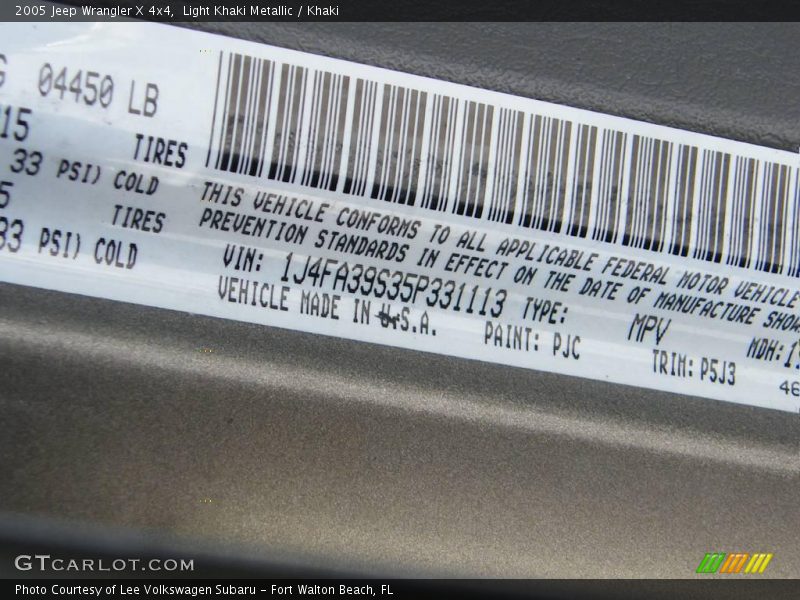 2005 Jeep Wrangler X 4x4, Light Khaki Metallic / Khaki
04450 LB
15 TIRES
33 PSI) COLD
5 TIRES
33 PSI) COLD
THIS VEHICLE CONFORMS TO ALL APPLICABLE FEDERAL MOTOR VEHICLE
PREVENTION STANDARDS IN EFFECT ON THE DATE OF MANUFACTURE SHOW
VIN: 1J4FA39S35P331113 TYPE: MPV MDH: 1
VEHICLE MADE IN U.S.A. PAINT: PJC TRIM: P5J3
46
GTCARLOT.COM
Photo Courtesy of Lee Volkswagen Subaru - Fort Walton Beach, FL